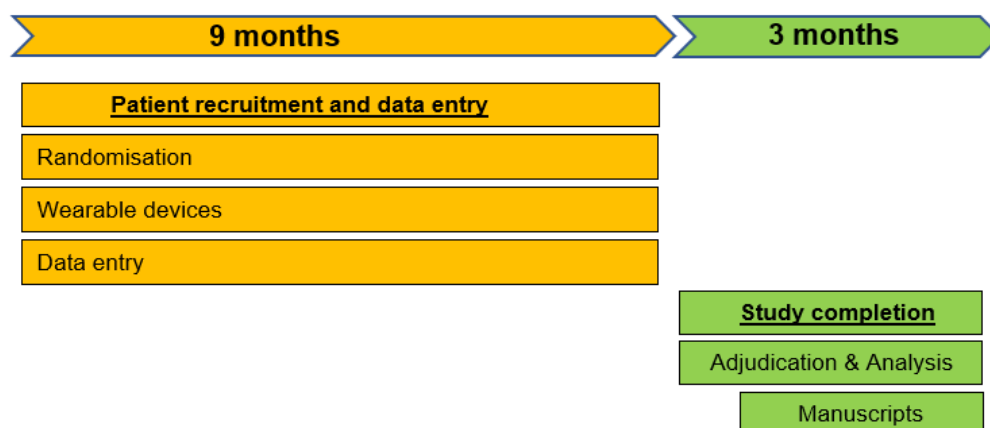 9 months
3 months
Patient recruitment and data entry
Randomisation
Wearable devices
Data entry
Study completion
Adjudication & Analysis
Manuscripts